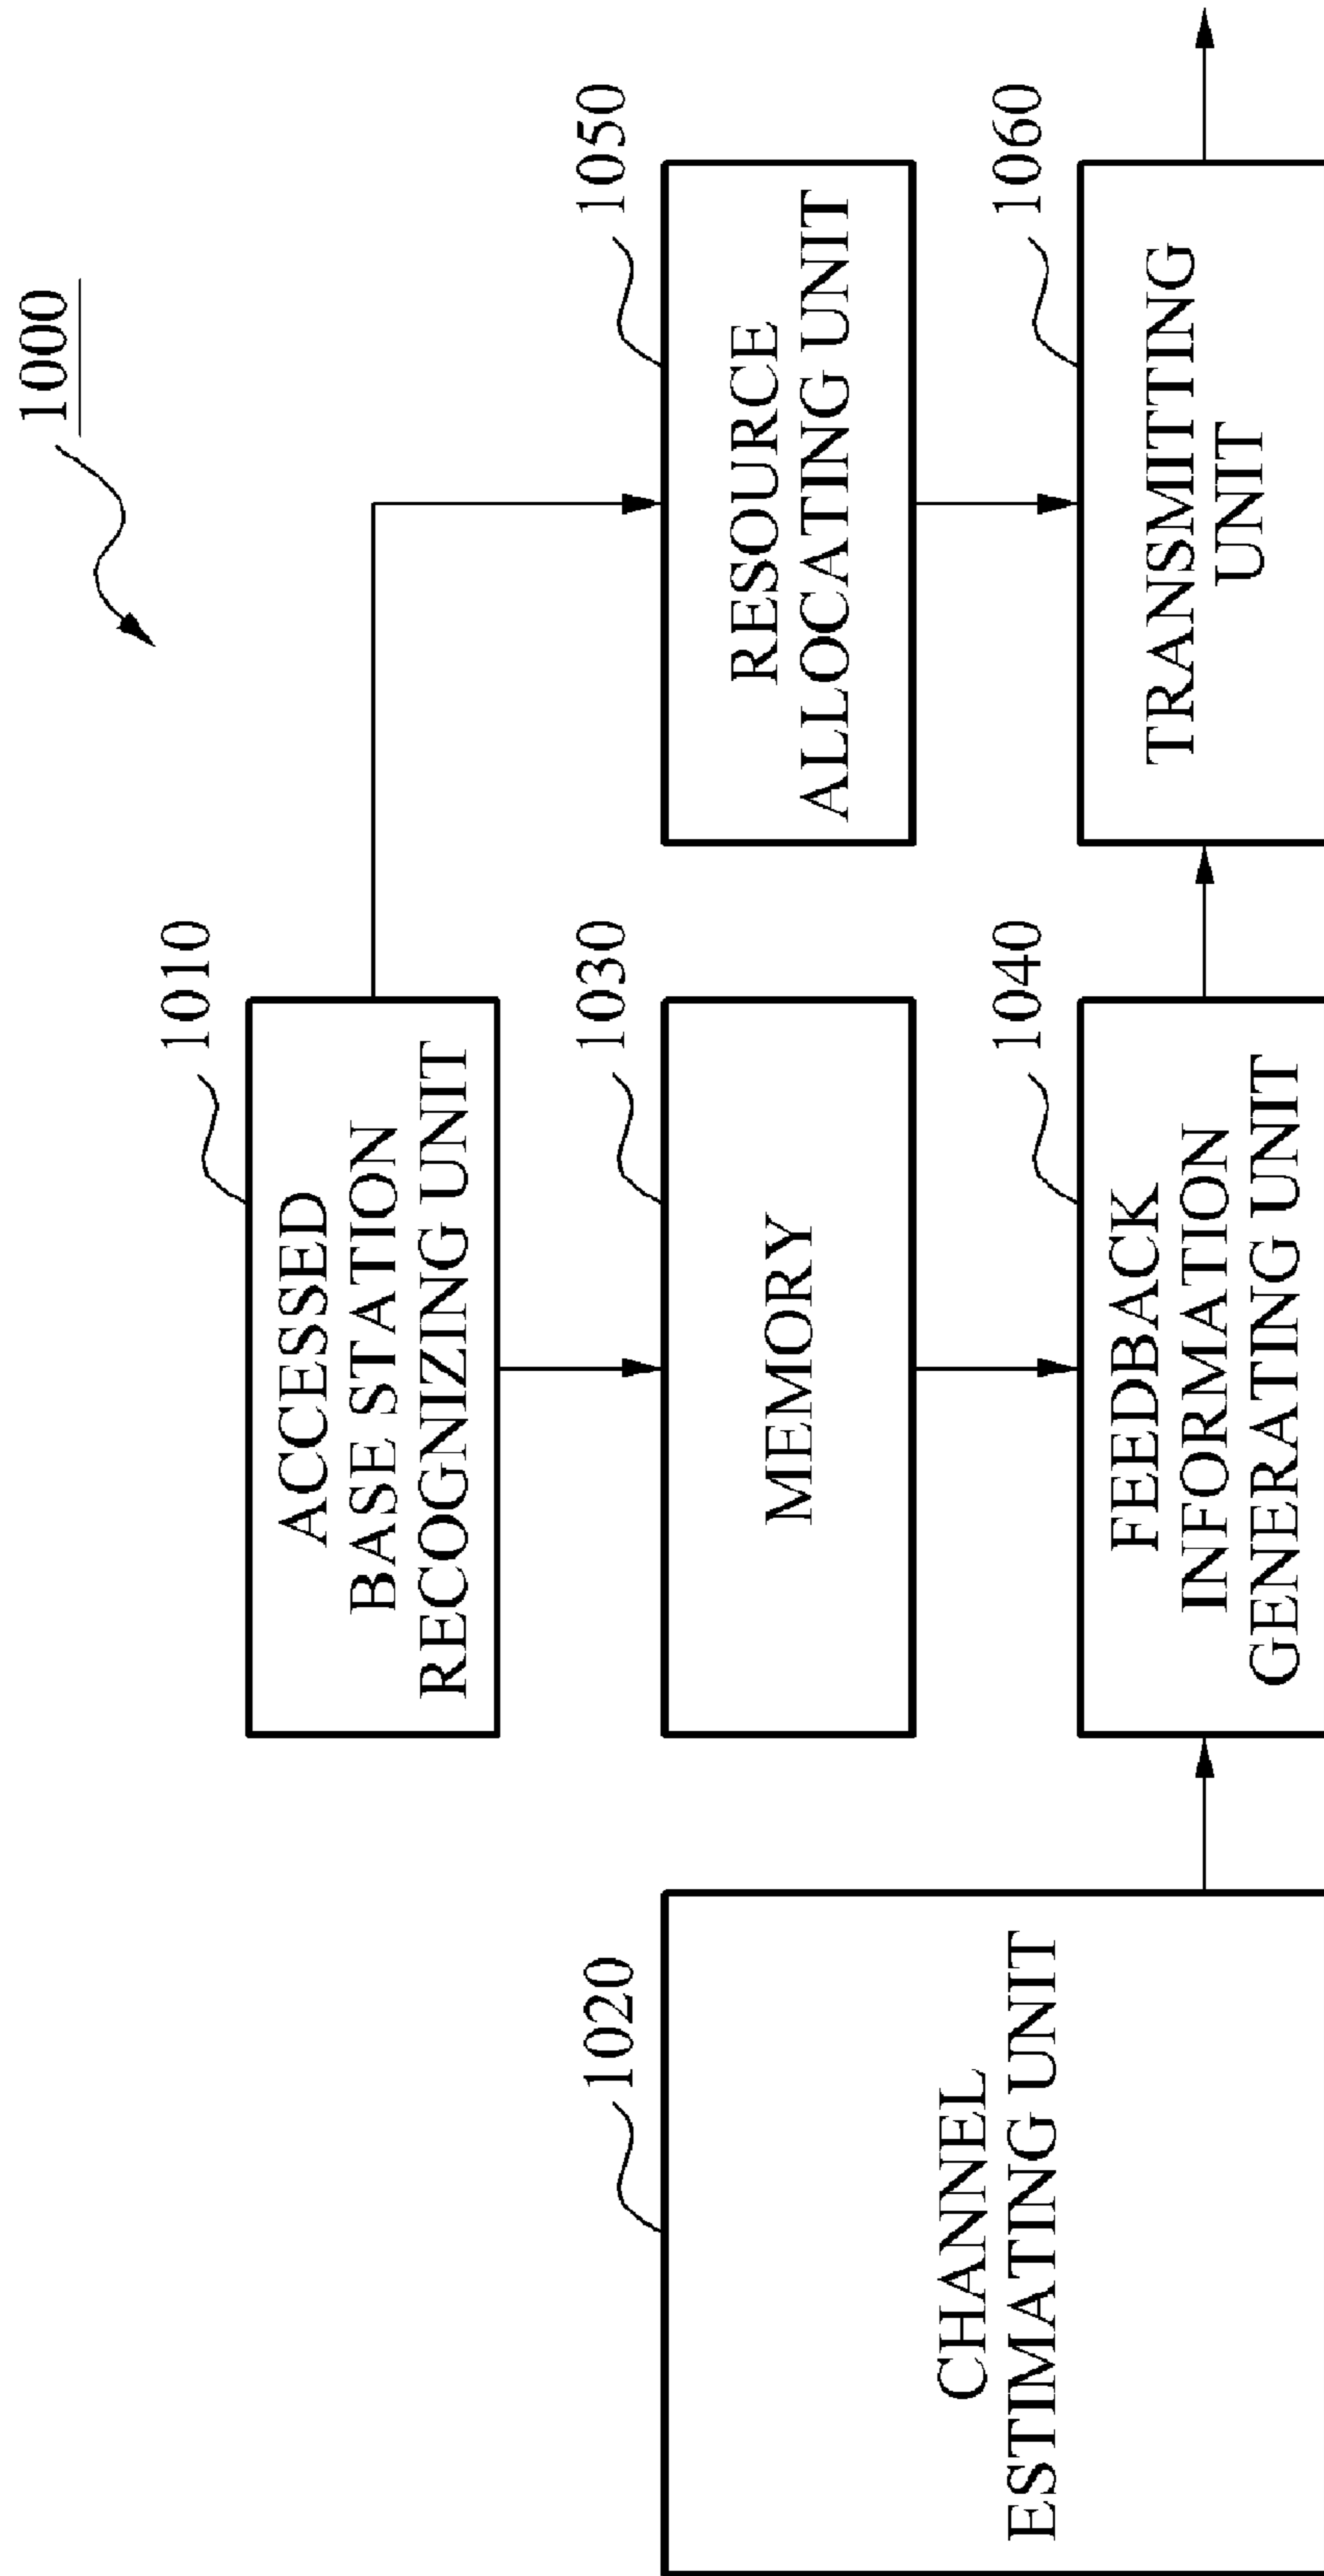 1000
1010
ACCESSED
BASE STATION
RECOGNIZING UNIT
1020
CHANNEL
ESTIMATING UNIT
1030
MEMORY
1050
RESOURCE
ALLOCATING UNIT
1040
FEEDBACK
INFORMATION
GENERATING UNIT
1060
TRANSMITTING
UNIT